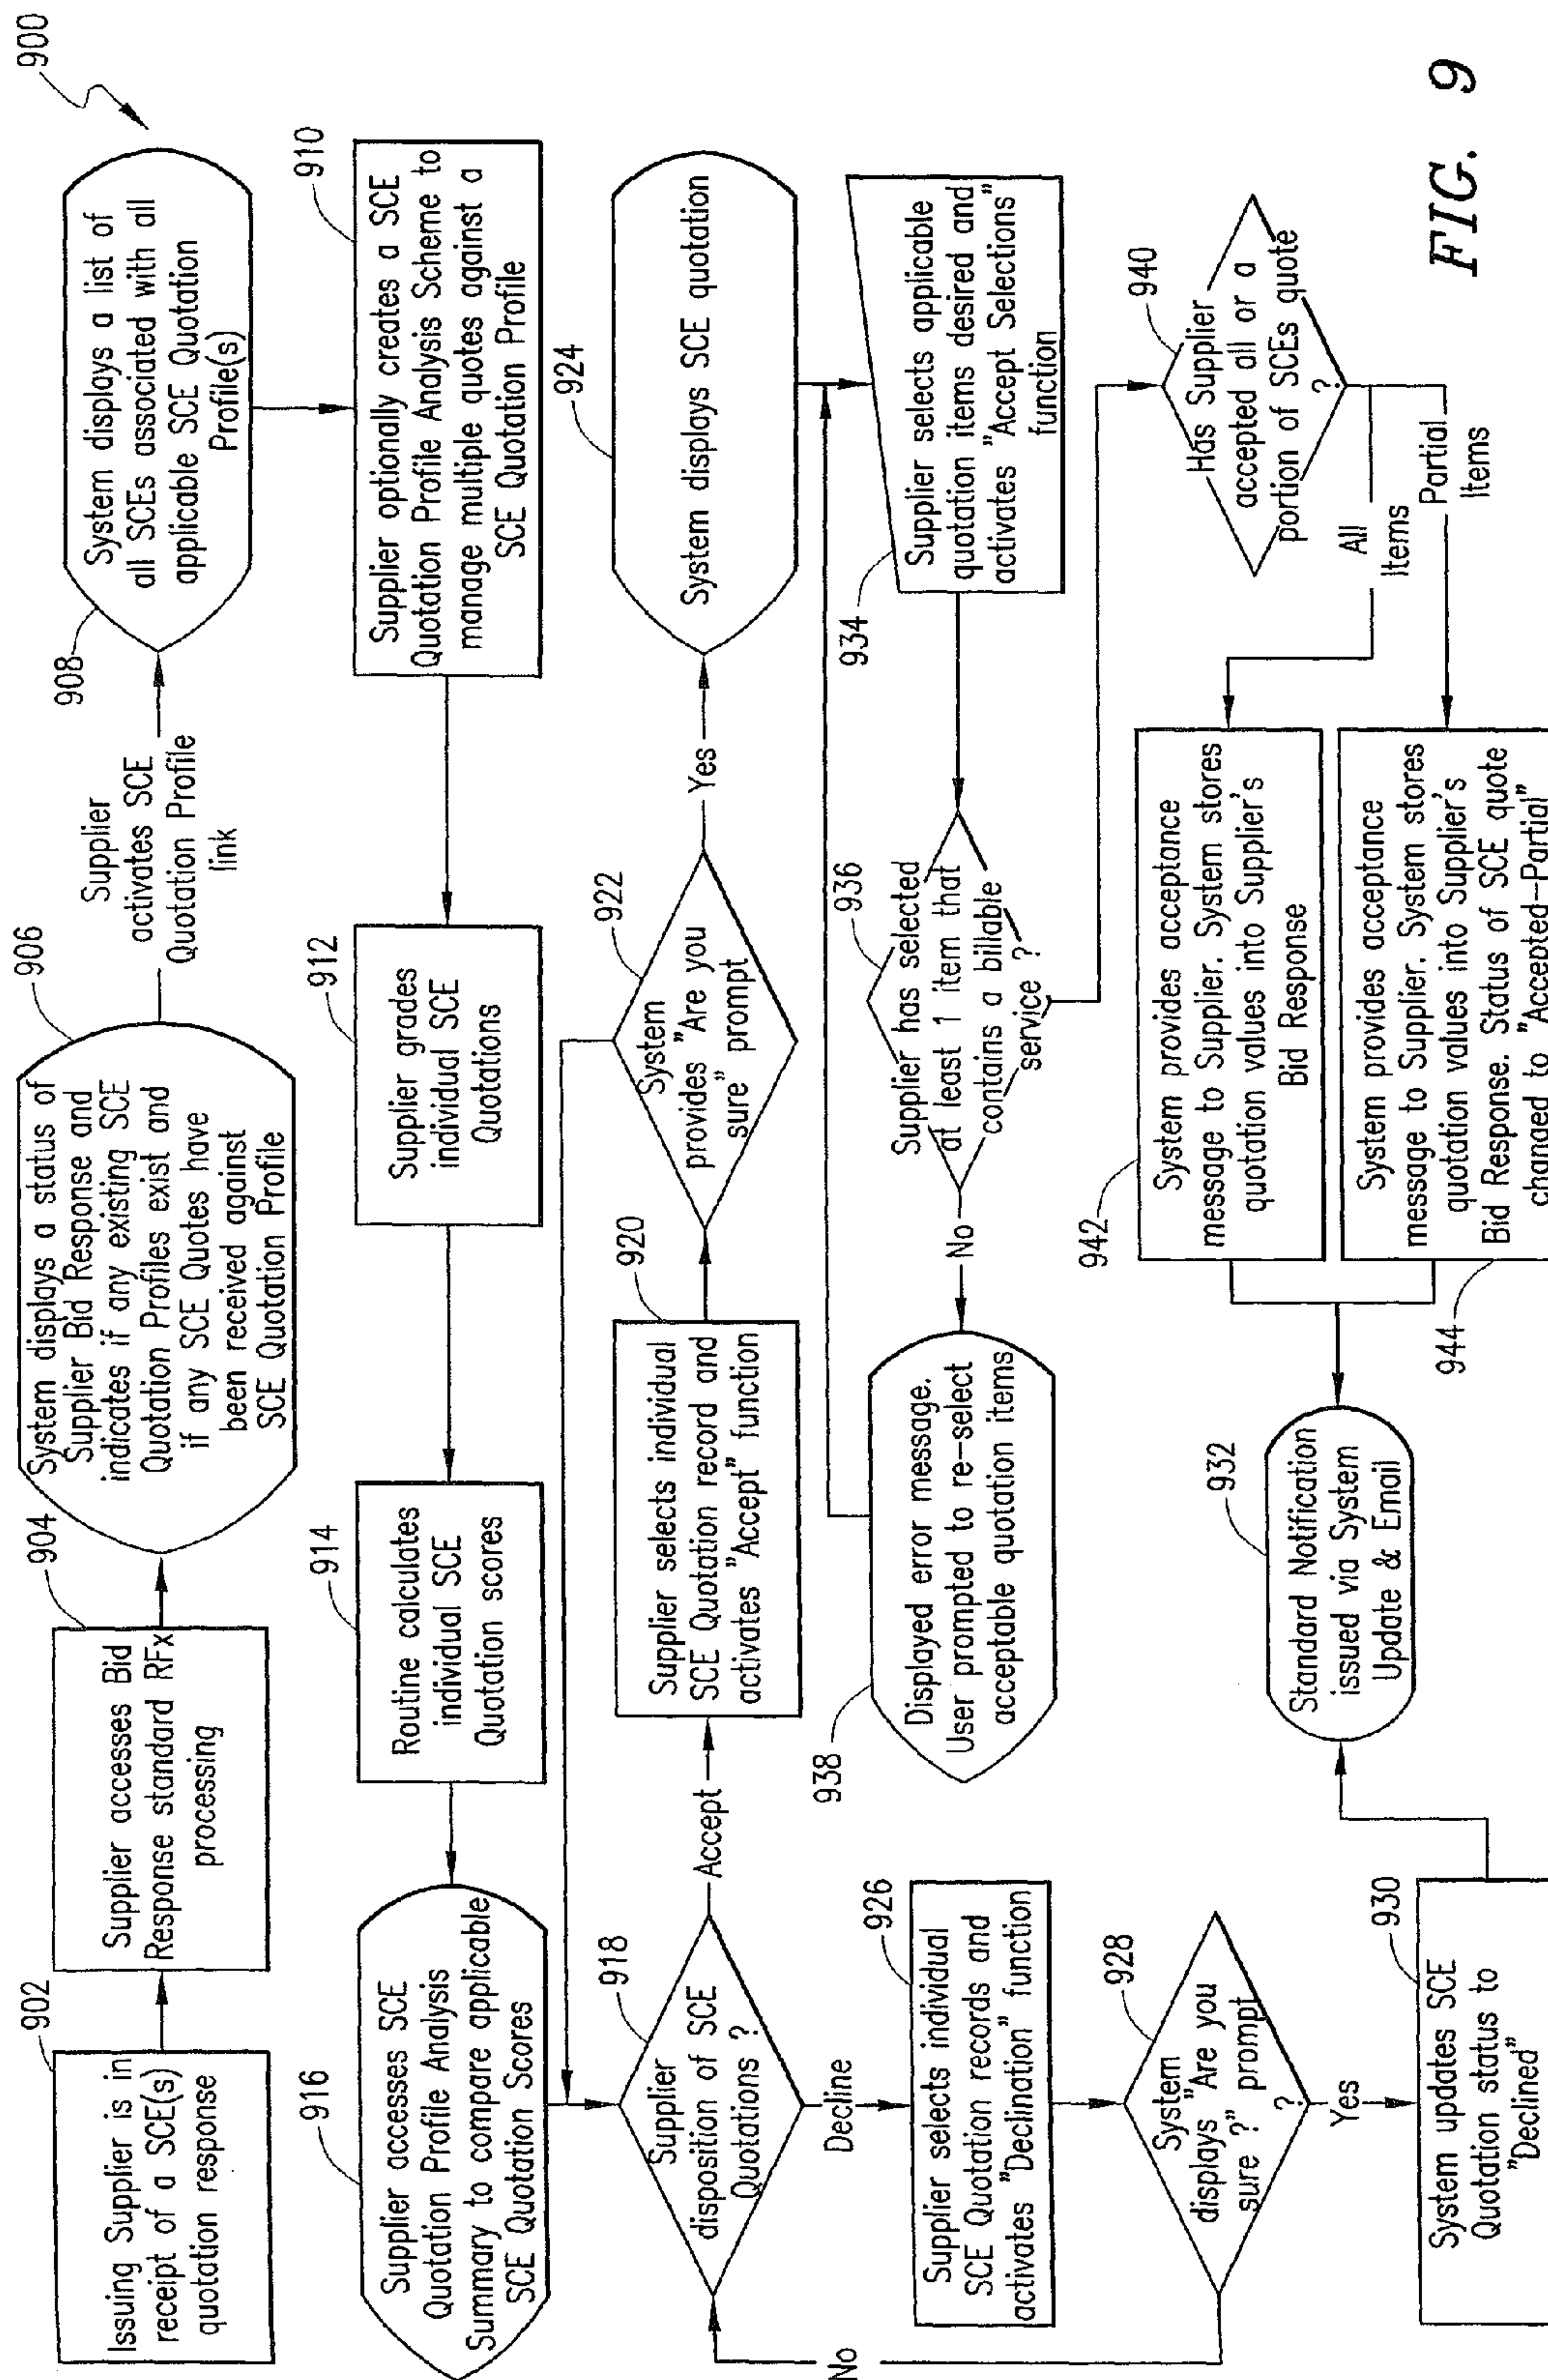 900
902
Issuing Supplier is in
receipt of a SCE(s)
quotation response
904
Supplier accesses Bid
Response standard RFx
processing
906
System displays a status of
Supplier Bid Response and
indicates if any existing SCE
Quotation Profiles exist and
if any SCE Quotes have
been received against
SCE Quotation Profile
Supplier
activates SCE
Quotation Profile
link
908
System displays a list of
all SCEs associated with all
applicable SCE Quotation
Profile(s)
910
Supplier optionally creates a SCE
Quotation Profile Analysis Scheme to
manage multiple quotes against a
SCE Quotation Profile
912
Supplier grades
individual SCE
Quotations
914
Routine calculates
individual SCE
Quotation scores
916
Supplier accesses SCE
Quotation Profile Analysis
Summary to compare applicable
SCE Quotation Scores
918
Supplier
disposition of SCE
Quotations ?
Accept
920
Supplier selects individual
SCE Quotation record and
activates "Accept" function
922
System
provides "Are you
sure" prompt
Yes
924
System displays SCE quotation
Decline
926
Supplier selects individual
SCE Quotation records and
activates "Declination" function
928
System
displays "Are you
sure ?" prompt
?
No
Yes
930
System updates SCE
Quotation status to
"Declined"
932
Standard Notification
issued via System
Update & Email
934
Supplier selects applicable
quotation items desired and
activates "Accept Selections"
function
936
Supplier has selected
at least 1 item that
contains a billable
service ?
No
938
Displayed error message.
User prompted to re-select
acceptable quotation items
940
Has Supplier
accepted all or a
portion of SCEs quote
?
All
Items
Partial
Items
942
System provides acceptance
message to Supplier. System stores
quotation values into Supplier's
Bid Response
944
System provides acceptance
message to Supplier. System stores
quotation values into Supplier's
Bid Response. Status of SCE quote
changed to "Accepted-Partial"
FIG. 9